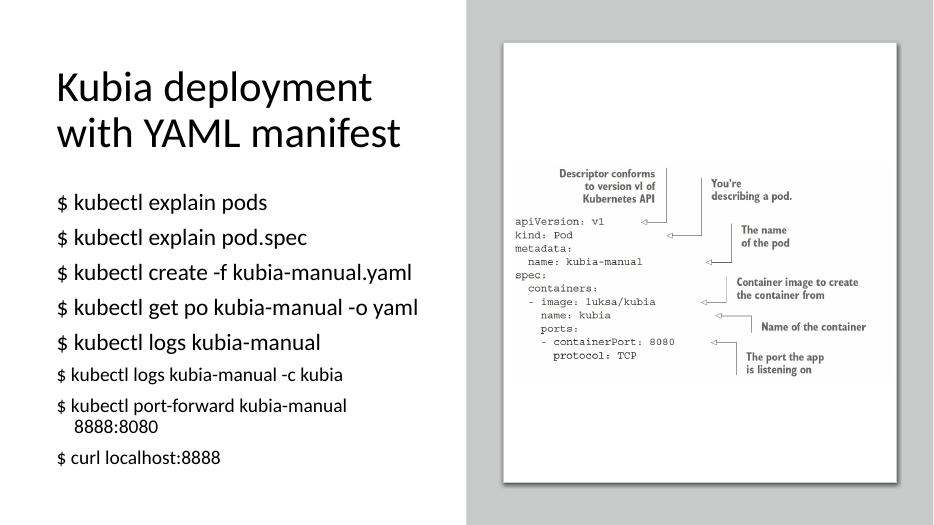 Kubia deployment
with YAML manifest
$ kubectl explain pods
$ kubectl explain pod.spec
$ kubectl create -f kubia-manual.yaml
$ kubectl get po kubia-manual -o yaml
$ kubectl logs kubia-manual
$ kubectl logs kubia-manual -c kubia
$ kubectl port-forward kubia-manual
8888:8080
$ curl localhost:8888
Descriptor conforms
to version v1 of
Kubernetes API
You're
describing a pod.
apiVersion: v1
kind: Pod
metadata:
  name: kubia-manual
spec:
  containers:
  - image: luksa/kubia
    name: kubia
    ports:
    - containerPort: 8080
      protocol: TCP
The name
of the pod
Container image to create
the container from
Name of the container
The port the app
is listening on